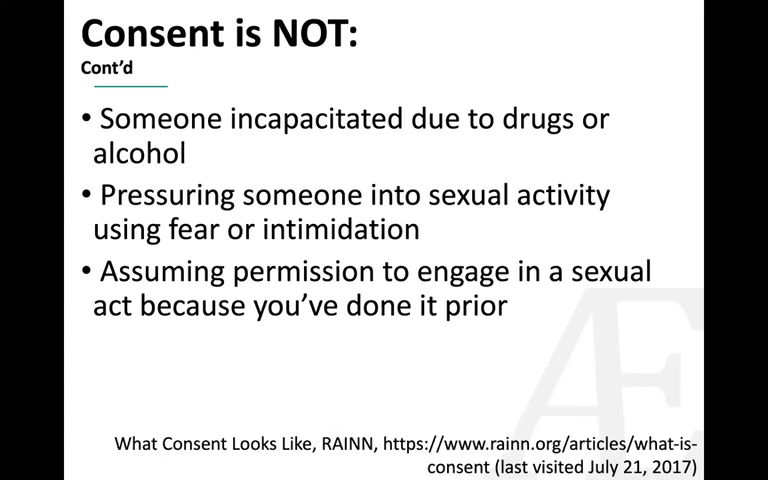 Consent is NOT:
Cont’d
• Someone incapacitated due to drugs or
alcohol
• Pressuring someone into sexual activity
using fear or intimidation
• Assuming permission to engage in a sexual
act because you’ve done it prior
Æ
What Consent Looks Like, RAINN, https://www.rainn.org/articles/what-is-
consent (last visited July 21, 2017)